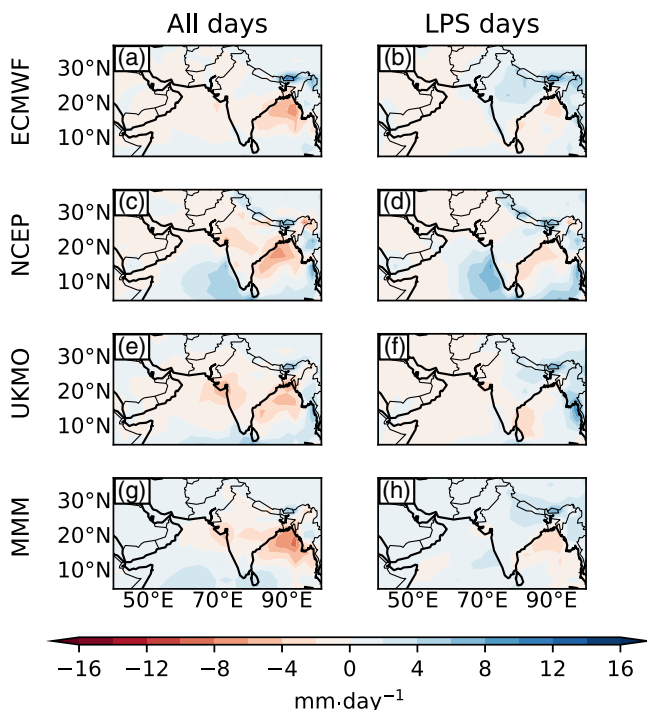 All days LPS days
ECMWF
(a) (b)
30°N
20°N
10°N
NCEP
(c) (d)
30°N
20°N
10°N
UKMO
(e) (f)
30°N
20°N
10°N
MMM
(g) (h)
30°N
20°N
10°N
50°E 70°E 90°E 50°E 70°E 90°E
−16 −12 −8 −4 0 4 8 12 16
mm·day⁻¹